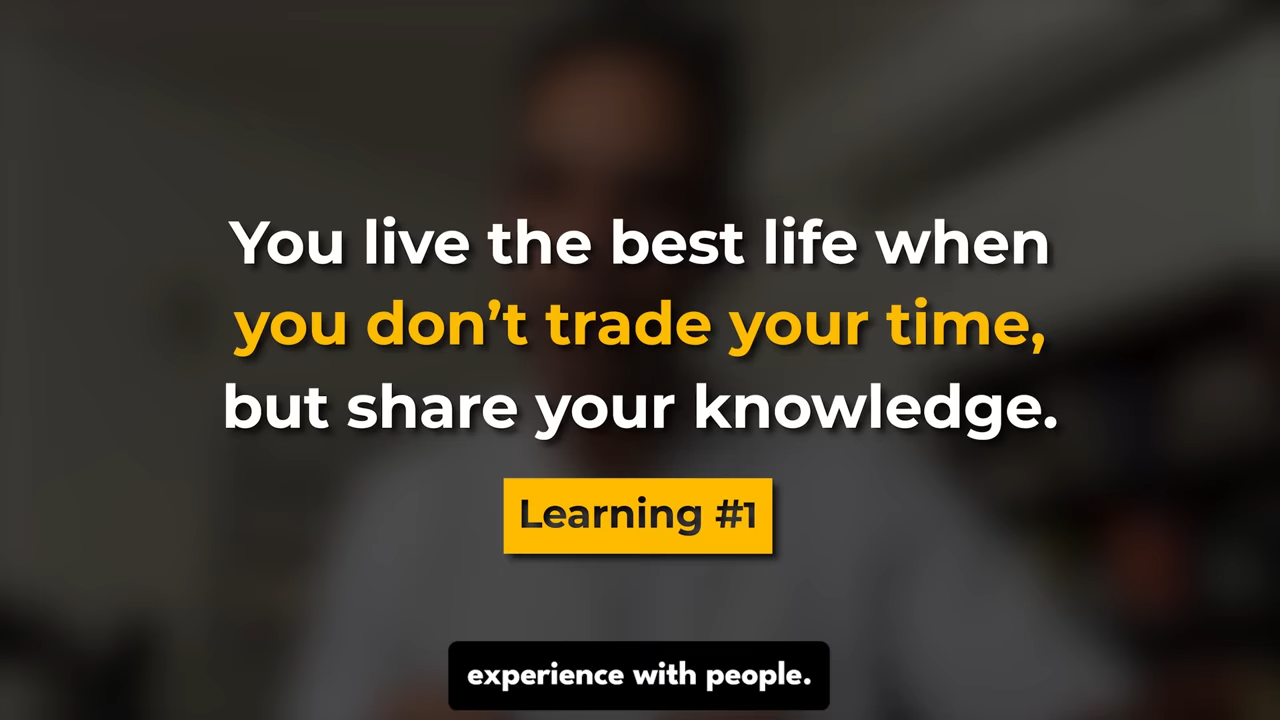 You live the best life when
you don’t trade your time,
but share your knowledge.
Learning #1
experience with people.